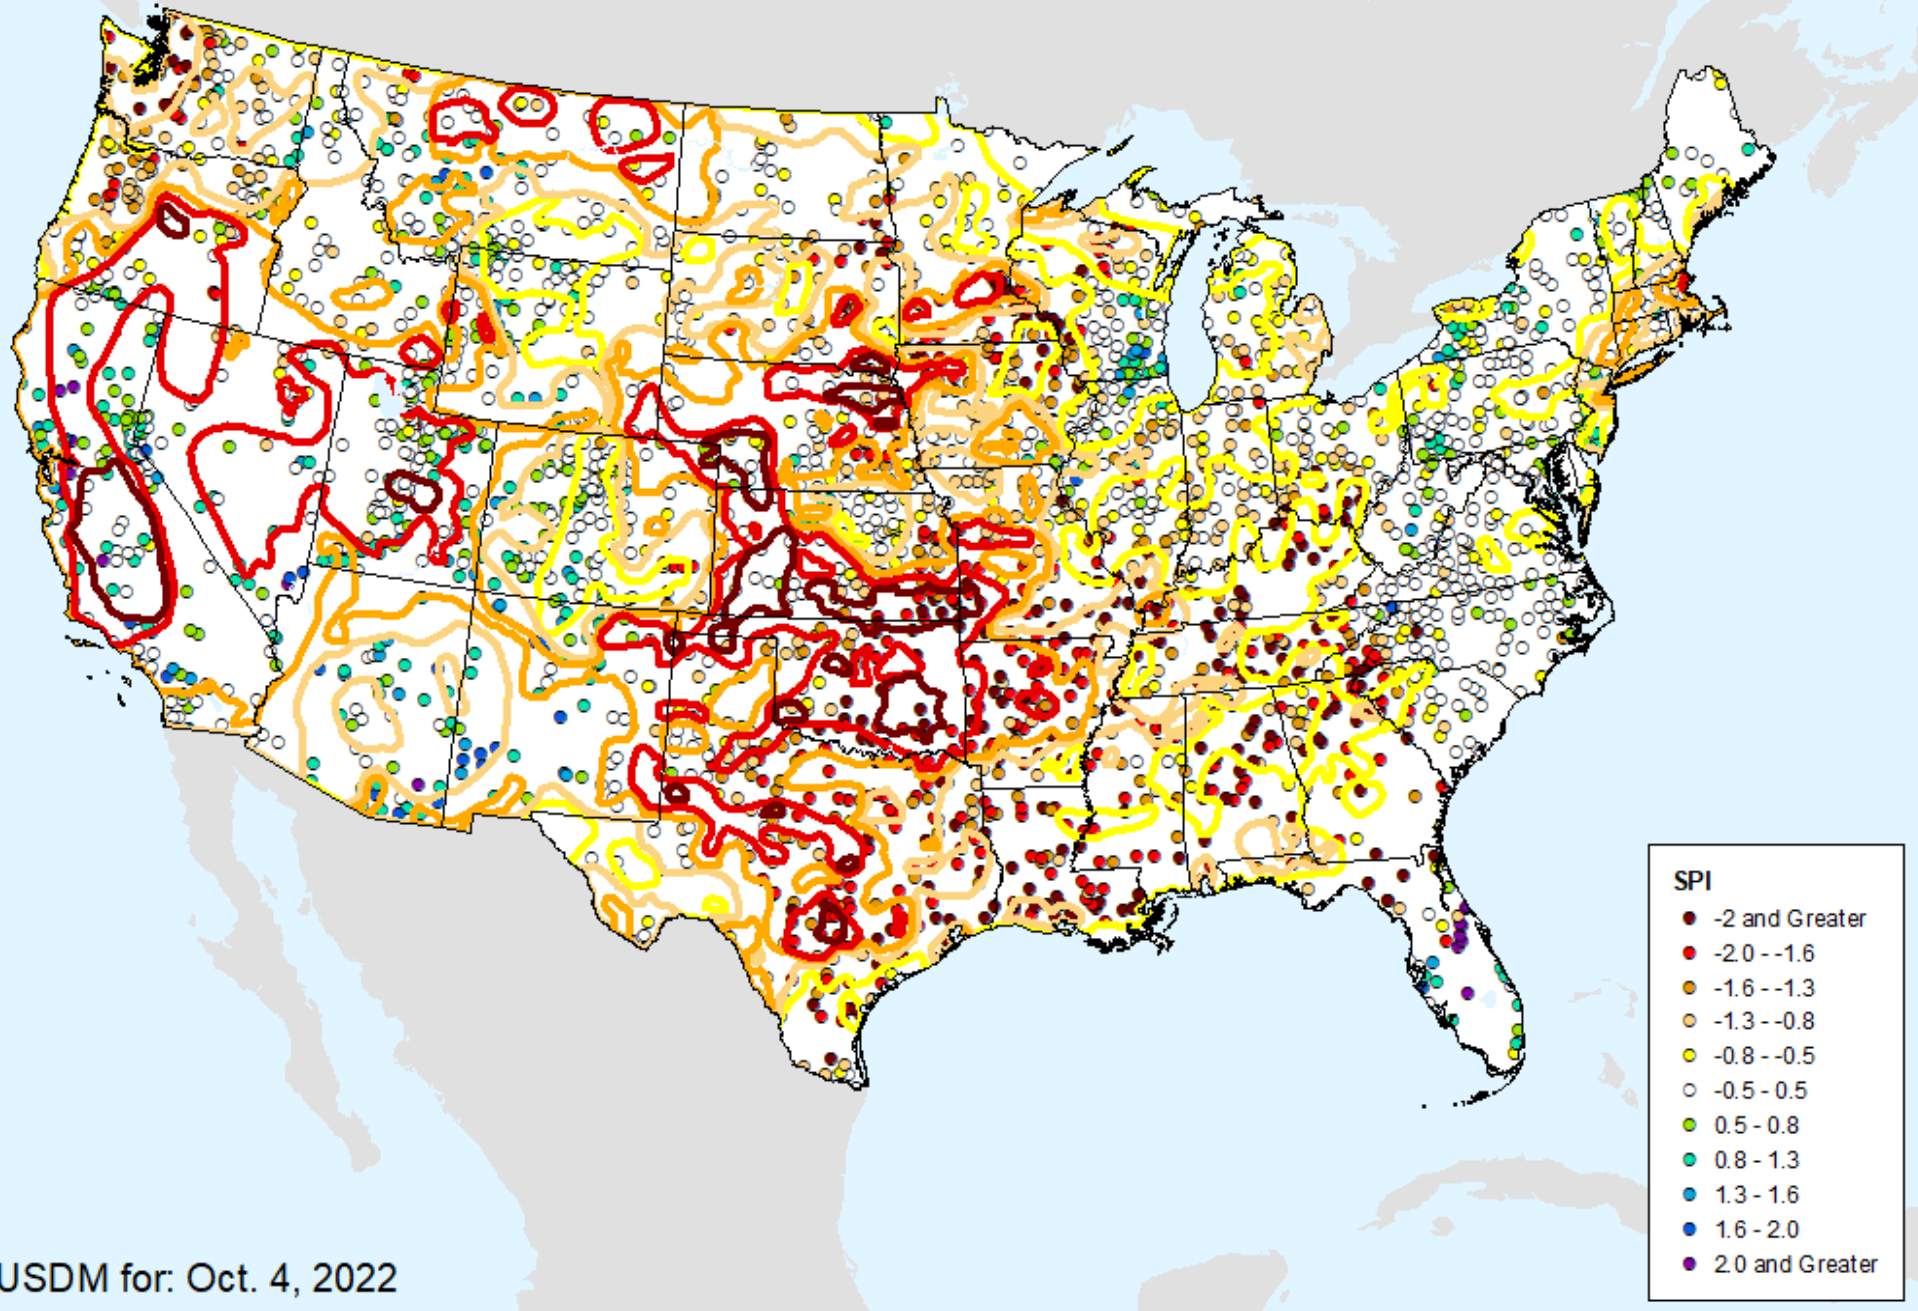 SPI
-2 and Greater
-2.0 - -1.6
-1.6 - -1.3
-1.3 - -0.8
-0.8 - -0.5
-0.5 - 0.5
0.5 - 0.8
0.8 - 1.3
1.3 - 1.6
1.6 - 2.0
2.0 and Greater
USDM for: Oct. 4, 2022